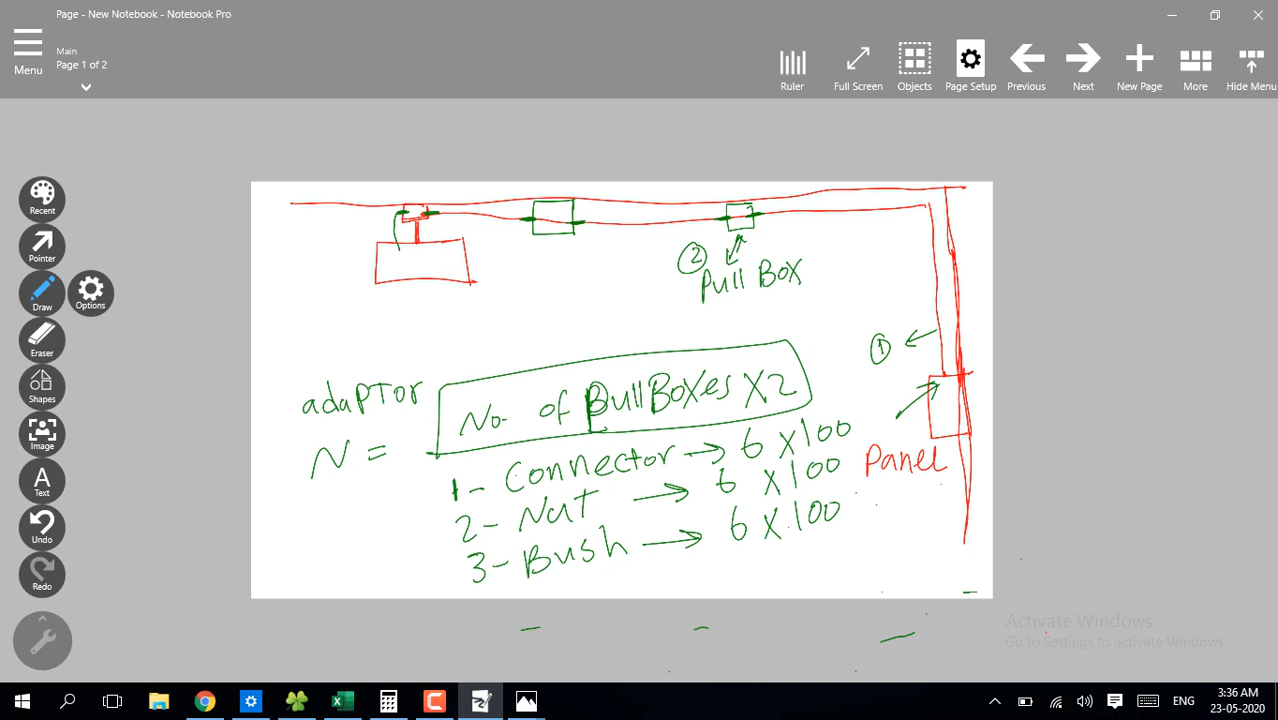 Page - New Notebook - Notebook Pro
Menu
Main
Page 1 of 2
Ruler
Full Screen
Objects
Page Setup
Previous
Next
New Page
More
Hide Menu
Recent
Pointer
Draw
Options
Eraser
Shapes
Image
Text
Undo
Redo
②
Pull Box
①
adapTor
No. of PullBoxes X2
N =
1- Connector → 6 X100
Panel
2- Nut → 6 X100
3- Bush → 6 X100
Activate Windows
Go to Settings to activate Windows.
ENG
3:36 AM
23-05-2020